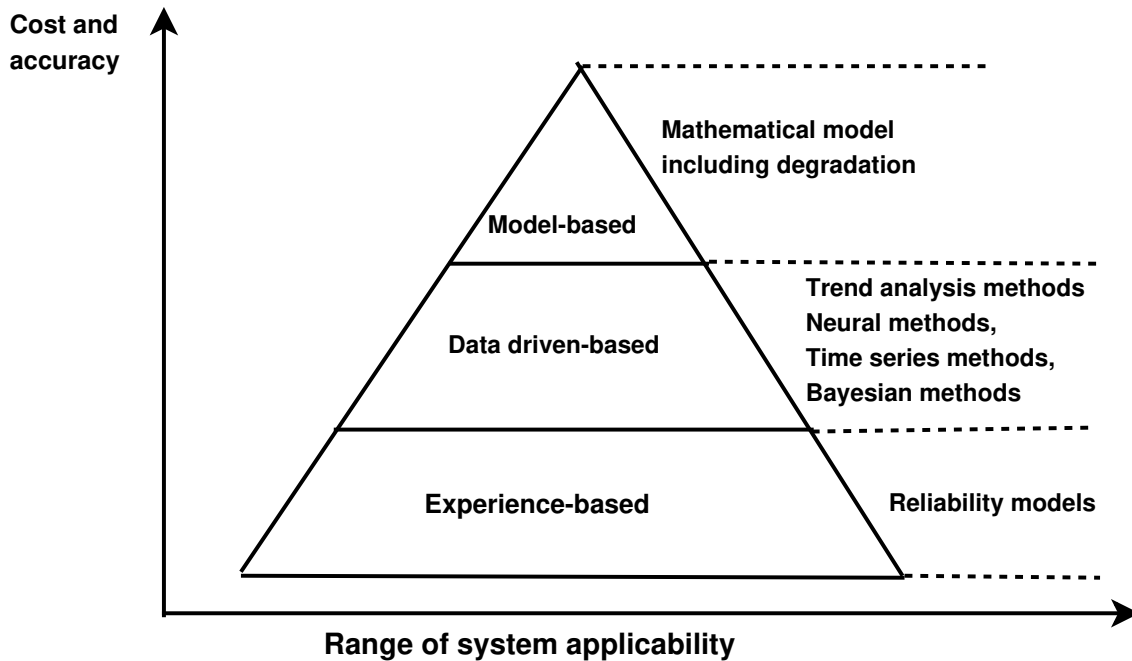 Cost and
accuracy
Mathematical model
including degradation
Model-based
Trend analysis methods
Neural methods,
Time series methods,
Bayesian methods
Data driven-based
Experience-based
Reliability models
Range of system applicability